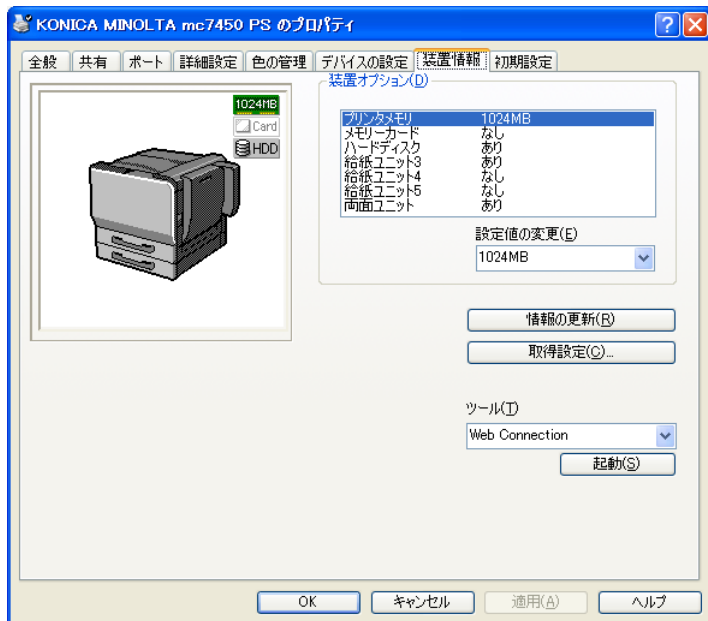 KONICA MINOLTA mc7450 PS のプロパティ
全般 共有 ポート 詳細設定 色の管理 デバイスの設定 装置情報 初期設定
装置オプション(D)
1024MB
Card
HDD
プリンタメモリ 1024MB
メモリーカード なし
ハードディスク あり
給紙ユニット3 あり
給紙ユニット4 なし
給紙ユニット5 なし
両面ユニット あり
設定値の変更(E)
1024MB
情報の更新(R)
取得設定(C)...
ツール(T)
Web Connection
起動(S)
OK キャンセル 適用(A) ヘルプ